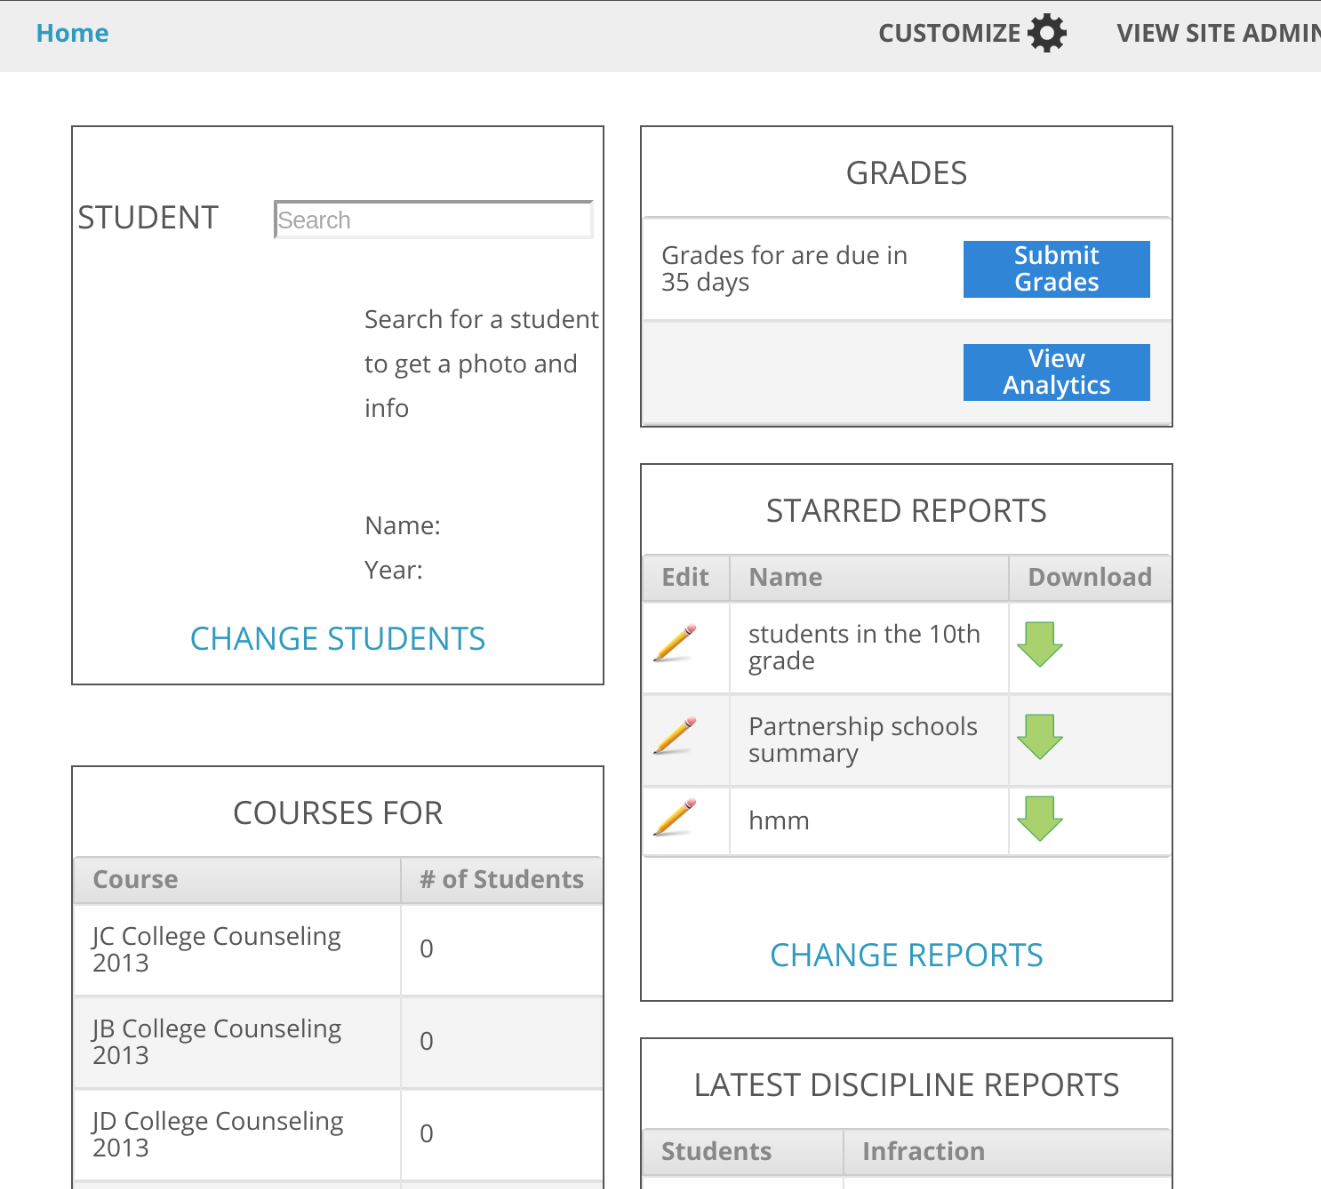 Home
CUSTOMIZE
VIEW SITE ADMIN
STUDENT
Search
Search for a student
to get a photo and
info
Name:
Year:
CHANGE STUDENTS
COURSES FOR
Course
# of Students
JC College Counseling
2013
0
JB College Counseling
2013
0
JD College Counseling
2013
0
GRADES
Grades for are due in
35 days
Submit
Grades
View
Analytics
STARRED REPORTS
Edit
Name
Download
students in the 10th
grade
Partnership schools
summary
hmm
CHANGE REPORTS
LATEST DISCIPLINE REPORTS
Students
Infraction